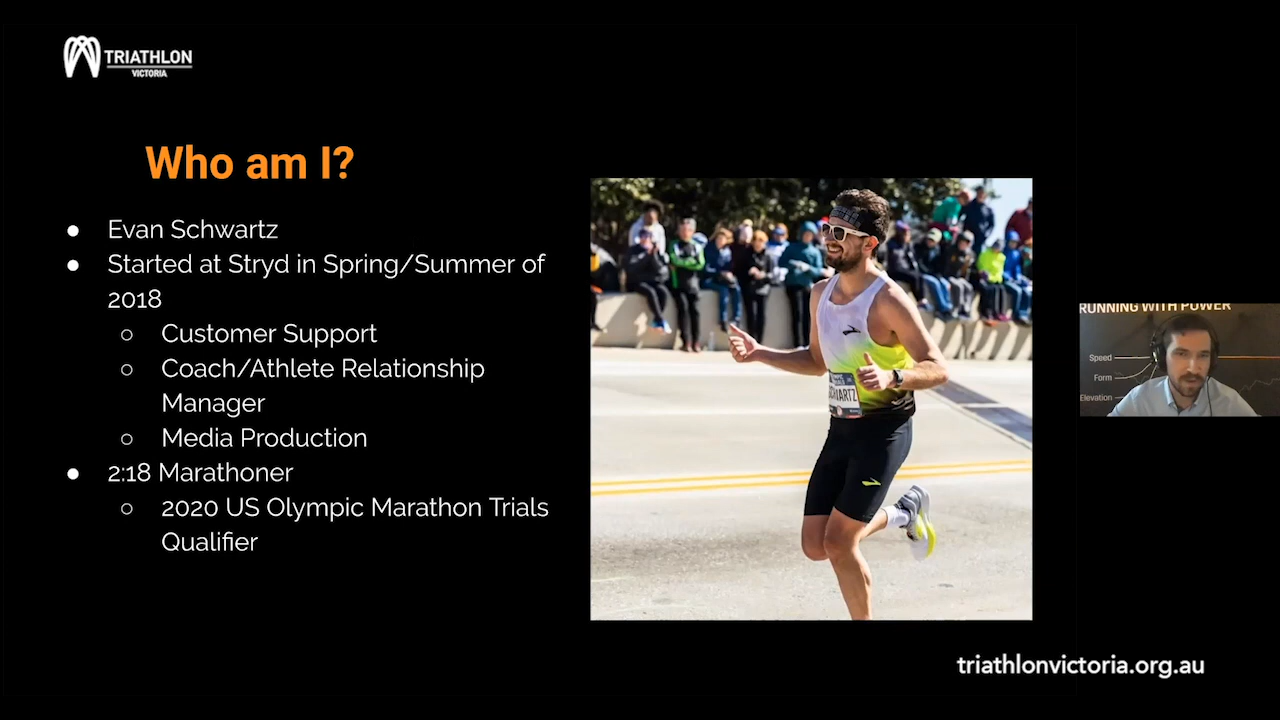 TRIATHLON
VICTORIA
Who am I?
● Evan Schwartz
● Started at Stryd in Spring/Summer of
2018
○ Customer Support
○ Coach/Athlete Relationship
Manager
○ Media Production
● 2:18 Marathoner
○ 2020 US Olympic Marathon Trials
Qualifier
RUNNING WITH POWER
Speed
Form
Elevation
triathlonvictoria.org.au